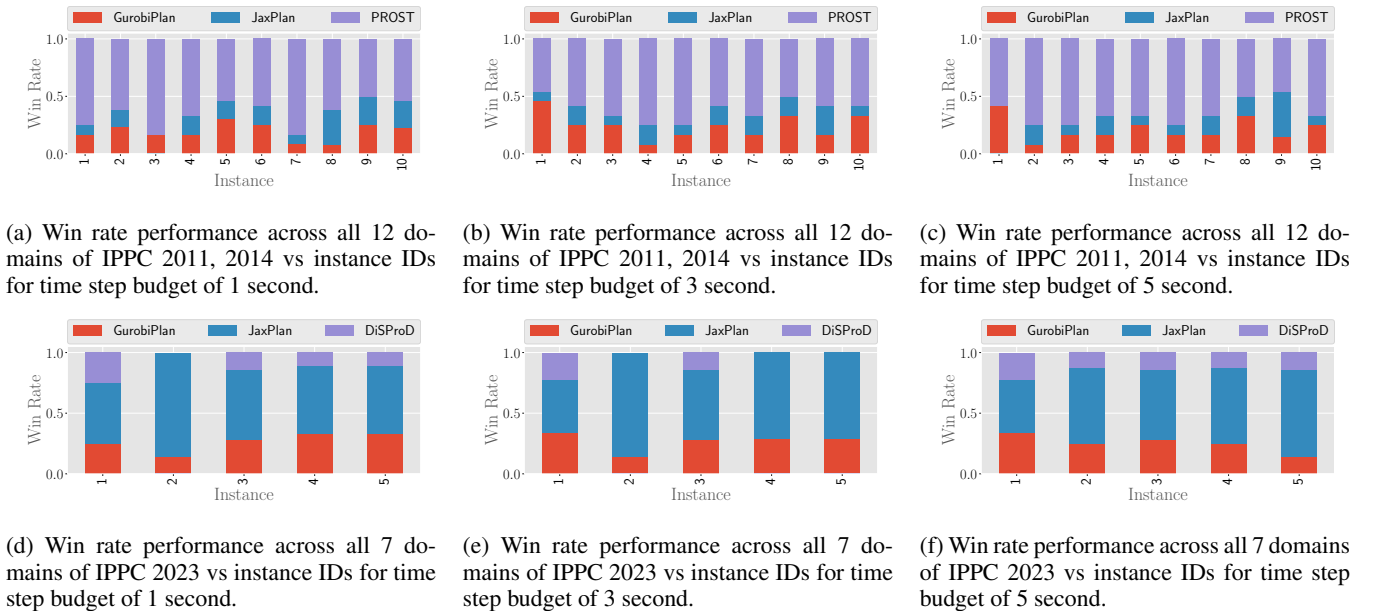 GurobiPlan JaxPlan PROST
1.0
0.5
0.0
Win Rate
1 2 3 4 5 6 7 8 9 10
Instance
(a) Win rate performance across all 12 do-
mains of IPPC 2011, 2014 vs instance IDs
for time step budget of 1 second.
GurobiPlan JaxPlan PROST
1.0
0.5
0.0
Win Rate
1 2 3 4 5 6 7 8 9 10
Instance
(b) Win rate performance across all 12 do-
mains of IPPC 2011, 2014 vs instance IDs
for time step budget of 3 second.
GurobiPlan JaxPlan PROST
1.0
0.5
0.0
Win Rate
1 2 3 4 5 6 7 8 9 10
Instance
(c) Win rate performance across all 12 do-
mains of IPPC 2011, 2014 vs instance IDs
for time step budget of 5 second.
GurobiPlan JaxPlan DiSProD
1.0
0.5
0.0
Win Rate
1 2 3 4 5
Instance
(d) Win rate performance across all 7 do-
mains of IPPC 2023 vs instance IDs for time
step budget of 1 second.
GurobiPlan JaxPlan DiSProD
1.0
0.5
0.0
Win Rate
1 2 3 4 5
Instance
(e) Win rate performance across all 7 do-
mains of IPPC 2023 vs instance IDs for time
step budget of 3 second.
GurobiPlan JaxPlan DiSProD
1.0
0.5
0.0
Win Rate
1 2 3 4 5
Instance
(f) Win rate performance across all 7 domains
of IPPC 2023 vs instance IDs for time step
budget of 5 second.